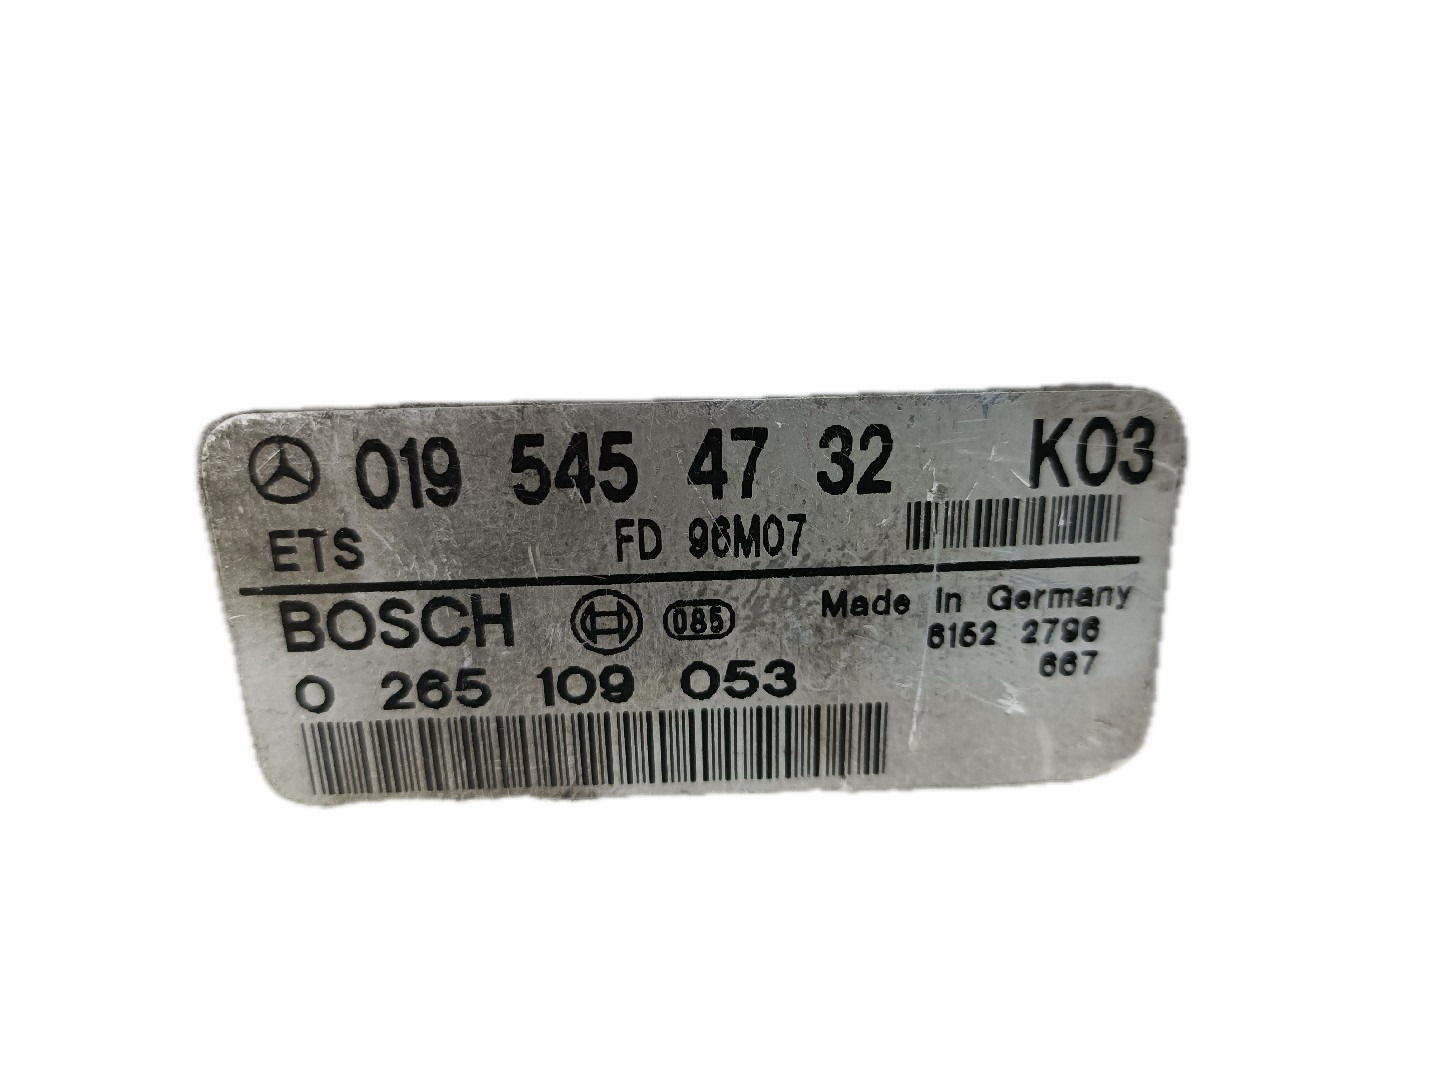 019 545 47 32 K03
ETS FD 96M07
BOSCH 085 Made in Germany
6152 2796
0 265 109 053 667